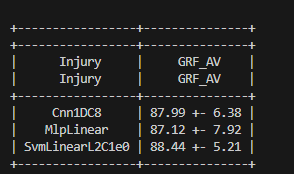 +----------------+----------------+
+----------------+----------------+
|     Injury     |     GRF_AV     |
|     Injury     |     GRF_AV     |
+----------------+----------------+
|    Cnn1DC8     | 87.99 +- 6.38 |
|   MlpLinear    | 87.12 +- 7.92 |
| SvmLinearL2C1e0 | 88.44 +- 5.21 |
+----------------+----------------+